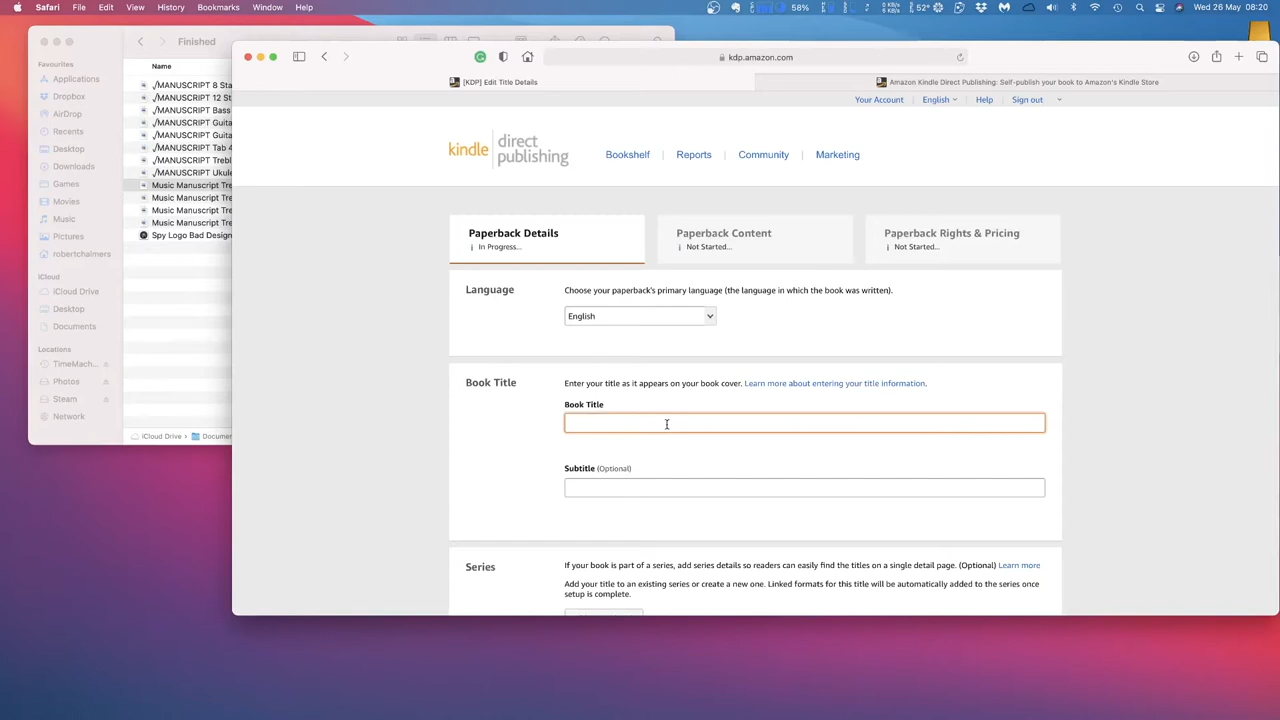 Safari File Edit View History Bookmarks Window Help 58% Wed 26 May 08:20
Finished
Favourites
Applications
Dropbox
AirDrop
Recents
Desktop
Downloads
Games
Movies
Music
Pictures
robertchalmers
iCloud
iCloud Drive
Desktop
Documents
Locations
TimeMach...
Photos
Steam
Network
Name
√MANUSCRIPT 8 Sta
√MANUSCRIPT 12 St
√MANUSCRIPT Bass
√MANUSCRIPT Guita
√MANUSCRIPT Guita
√MANUSCRIPT Tab 4
√MANUSCRIPT Trebl
√MANUSCRIPT Ukule
Music Manuscript Tre
Music Manuscript Tre
Music Manuscript Tre
Music Manuscript Tre
Spy Logo Bad Design
iCloud Drive Docum
kdp.amazon.com
[KDP] Edit Title Details
Amazon Kindle Direct Publishing: Self-publish your book to Amazon's Kindle Store
Your Account English Help Sign out
kindle direct publishing
Bookshelf Reports Community Marketing
Paperback Details
In Progress...
Paperback Content
Not Started...
Paperback Rights & Pricing
Not Started...
Language
Choose your paperback's primary language (the language in which the book was written).
English
Book Title
Enter your title as it appears on your book cover. Learn more about entering your title information.
Book Title
Subtitle (Optional)
Series
If your book is part of a series, add series details so readers can easily find the titles on a single detail page. (Optional) Learn more
Add your title to an existing series or create a new one. Linked formats for this title will be automatically added to the series once
setup is complete.